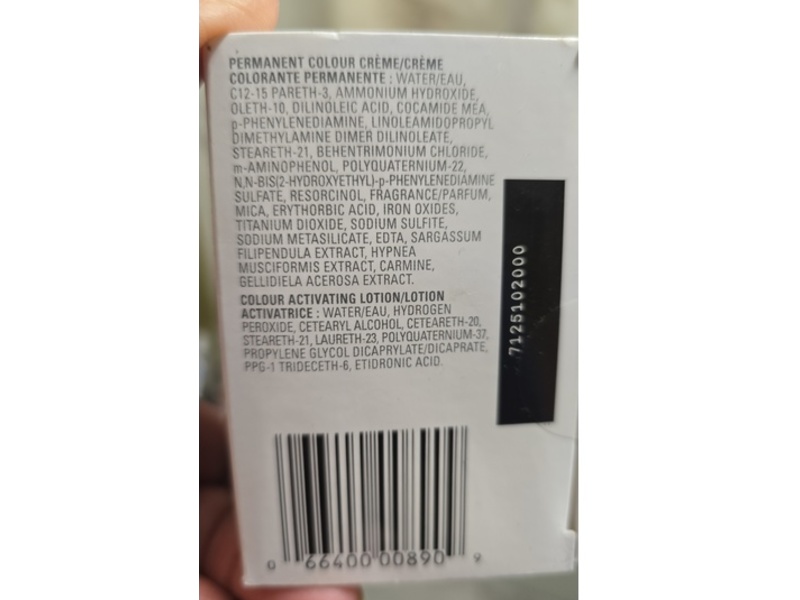 PERMANENT COLOUR CRÈME/CRÈME
COLORANTE PERMANENTE : WATER/EAU,
C12-15 PARETH-3, AMMONIUM HYDROXIDE,
OLETH-10, DILINOLEIC ACID, COCAMIDE MEA,
p-PHENYLENEDIAMINE, LINOLEAMIDOPROPYL
DIMETHYLAMINE DIMER DILINOLEATE,
STEARETH-21, BEHENTRIMONIUM CHLORIDE,
m-AMINOPHENOL, POLYQUATERNIUM-22,
N,N-BIS(2-HYDROXYETHYL)-p-PHENYLENEDIAMINE
SULFATE, RESORCINOL, FRAGRANCE/PARFUM,
MICA, ERYTHORBIC ACID, IRON OXIDES,
TITANIUM DIOXIDE, SODIUM SULFITE,
SODIUM METASILICATE, EDTA, SARGASSUM
FILIPENDULA EXTRACT, HYPNEA
MUSCIFORMIS EXTRACT, CARMINE,
GELLIDIELA ACEROSA EXTRACT.
COLOUR ACTIVATING LOTION/LOTION
ACTIVATRICE : WATER/EAU, HYDROGEN
PEROXIDE, CETEARYL ALCOHOL, CETEARETH-20,
STEARETH-21, LAURETH-23, POLYQUATERNIUM-37,
PROPYLENE GLYCOL DICAPRYLATE/DICAPRATE,
PPG-1 TRIDECETH-6, ETIDRONIC ACID.
7125102000
0 66400 00890 9